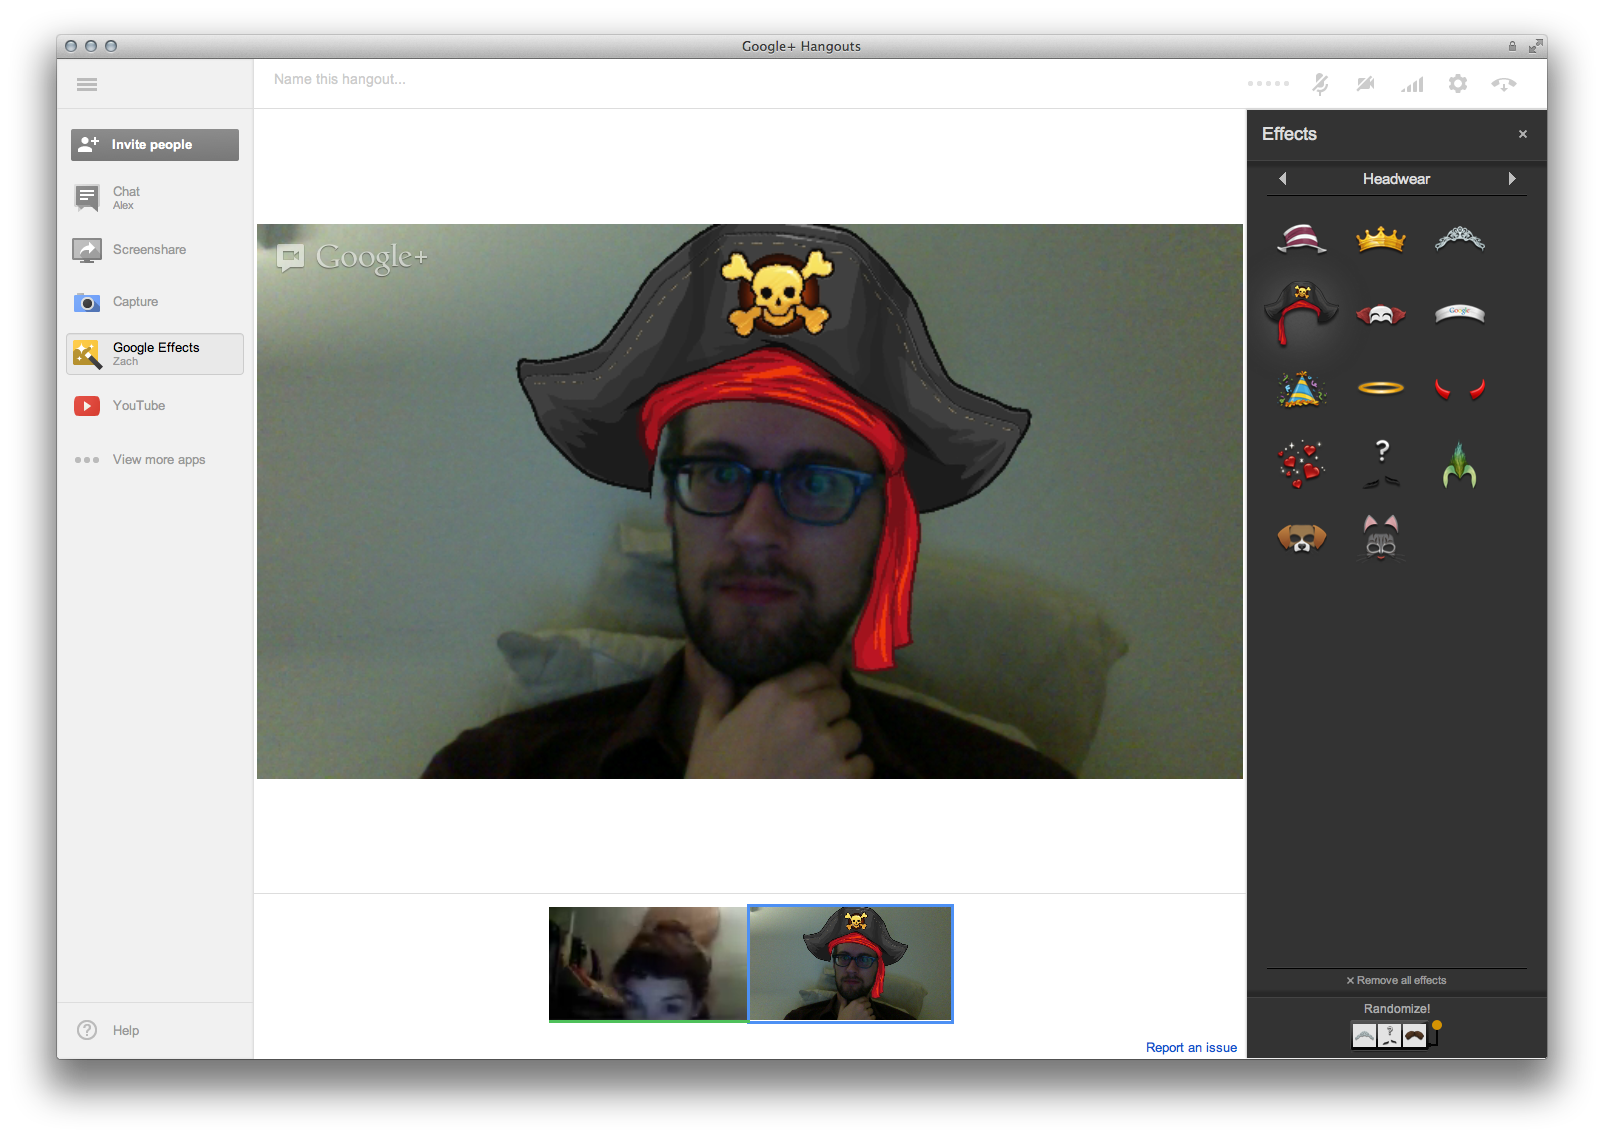 Google+ Hangouts
Name this hangout...
Invite people
Chat
Alex
Screenshare
Capture
Google Effects
Zach
YouTube
View more apps
Help
Google+
Report an issue
Effects
×
Headwear
Google
?
× Remove all effects
Randomize!
?